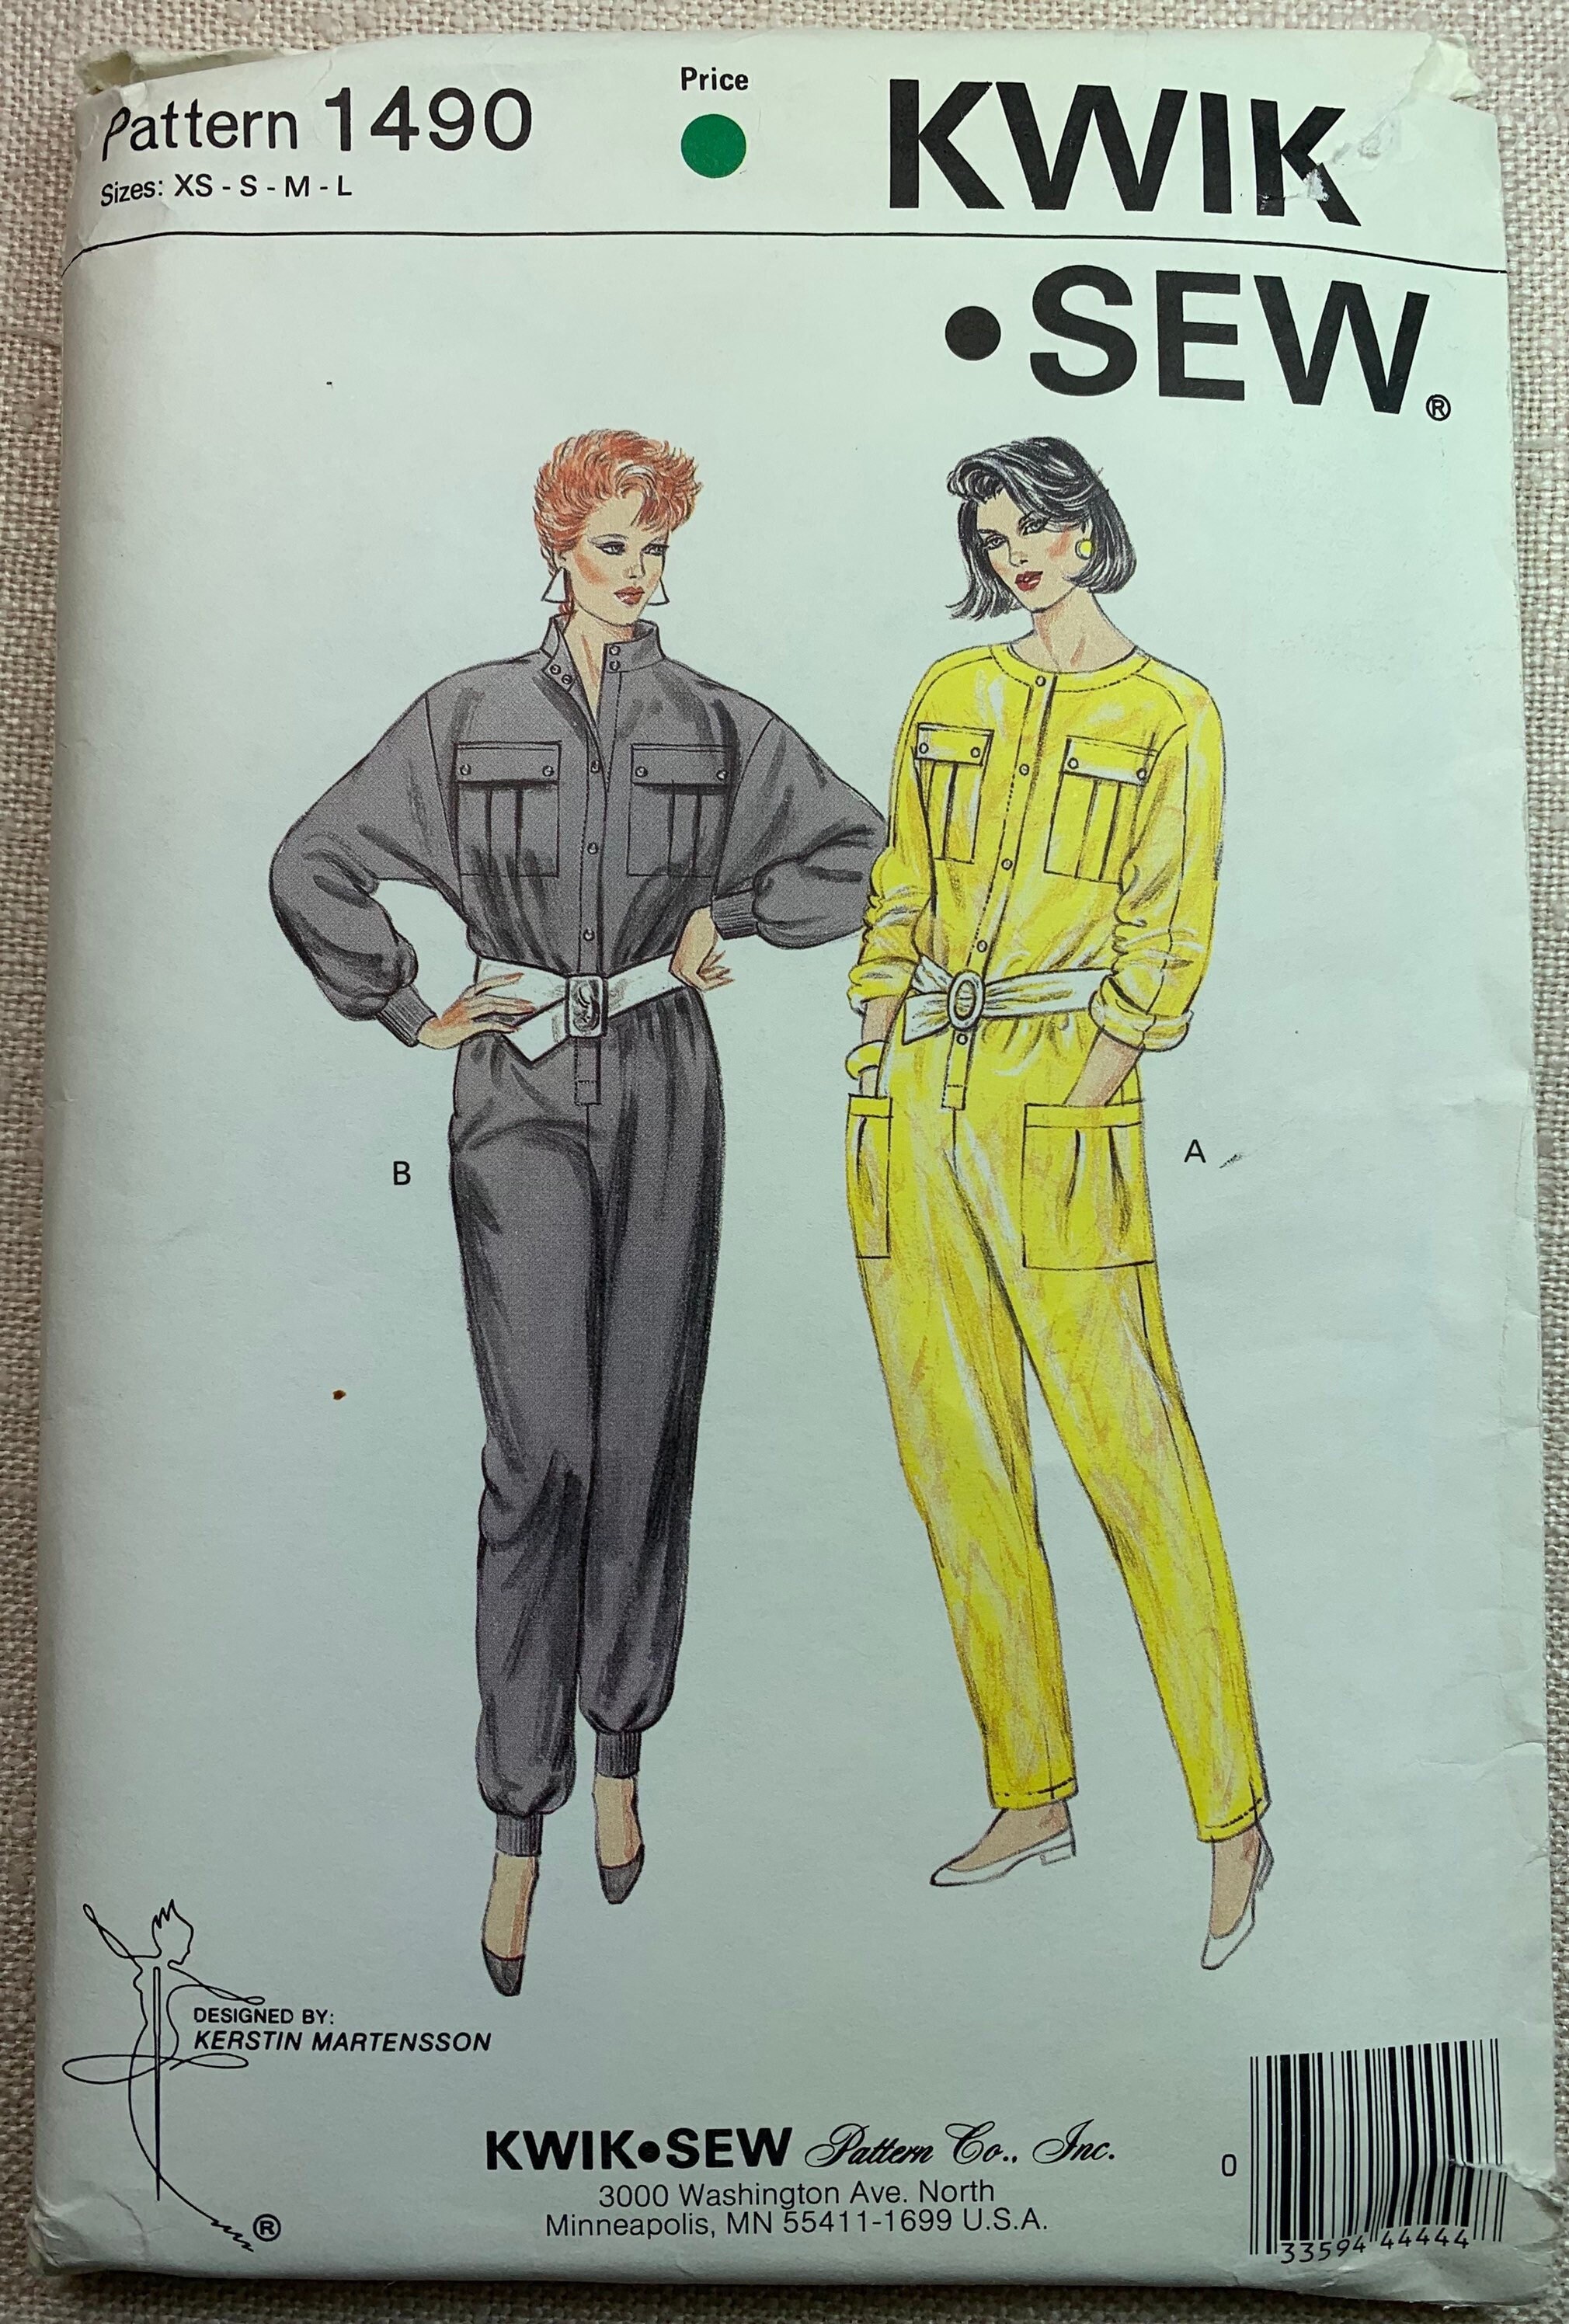 Pattern 1490
Sizes: XS - S - M - L
Price
KWIK
•SEW®
B
A
DESIGNED BY:
KERSTIN MARTENSSON
®
KWIK•SEW Pattern Co., Inc.
3000 Washington Ave. North
Minneapolis, MN 55411-1699 U.S.A.
0
33594 44444